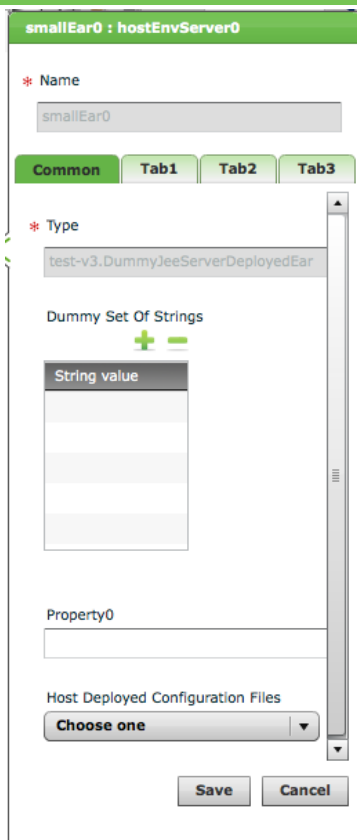 smallEar0 : hostEnvServer0
* Name
smallEar0
Common Tab1 Tab2 Tab3
* Type
test-v3.DummyJeeServerDeployedEar
Dummy Set Of Strings
String value
Property0
Host Deployed Configuration Files
Choose one
Save Cancel